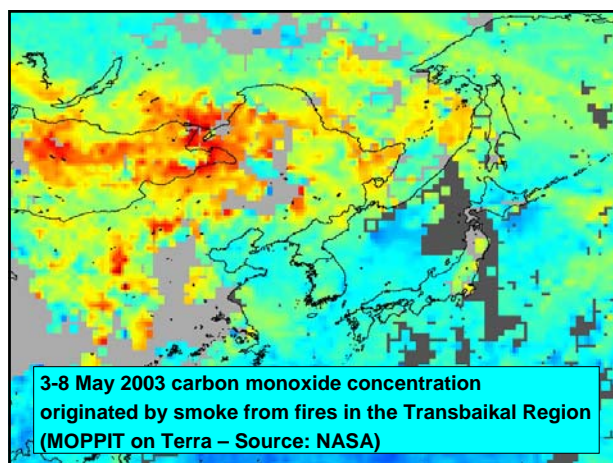 3-8 May 2003 carbon monoxide concentration
originated by smoke from fires in the Transbaikal Region
(MOPPIT on Terra – Source: NASA)